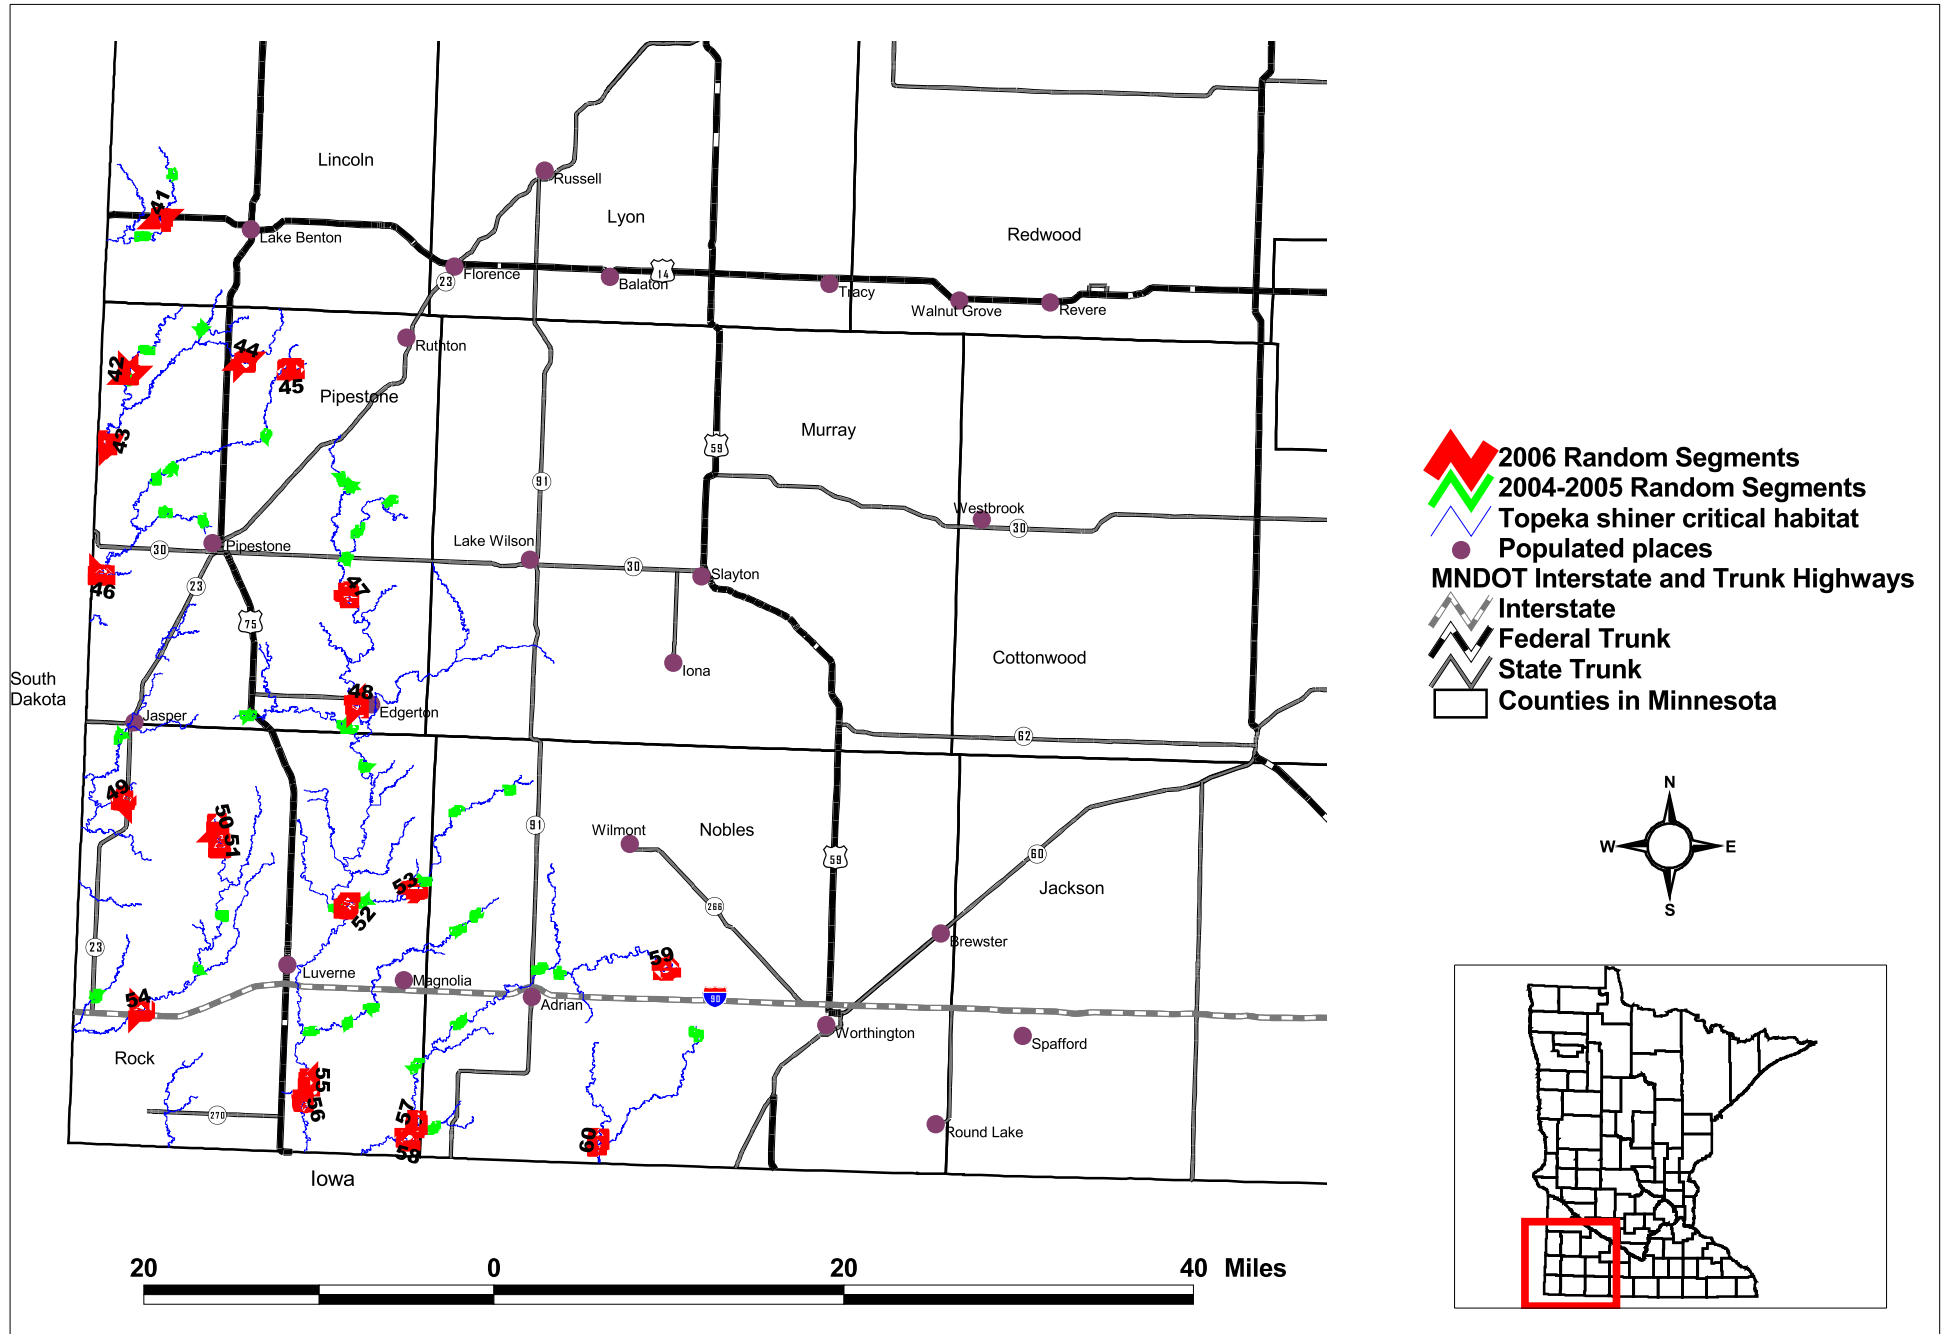 Lincoln
Russell
Lyon
Redwood
41
Lake Benton
Florence
23
Balaton
14
Tracy
Walnut Grove
Revere
Ruthton
42
44
45
Pipestone
43
Murray
59
91
Westbrook
30
Pipestone
30
Lake Wilson
30
Slayton
46
23
47
75
Iona
Cottonwood
South
Dakota
48
Edgerton
Jasper
62
49
50
51
91
Wilmont
Nobles
59
60
Jackson
53
52
266
23
Brewster
59
Luverne
Magnolia
90
54
Adrian
Worthington
Spafford
Rock
55
56
270
57
58
60
Round Lake
Iowa
2006 Random Segments
2004-2005 Random Segments
Topeka shiner critical habitat
Populated places
MNDOT Interstate and Trunk Highways
Interstate
Federal Trunk
State Trunk
Counties in Minnesota
N
W E
S
20 0 20 40 Miles